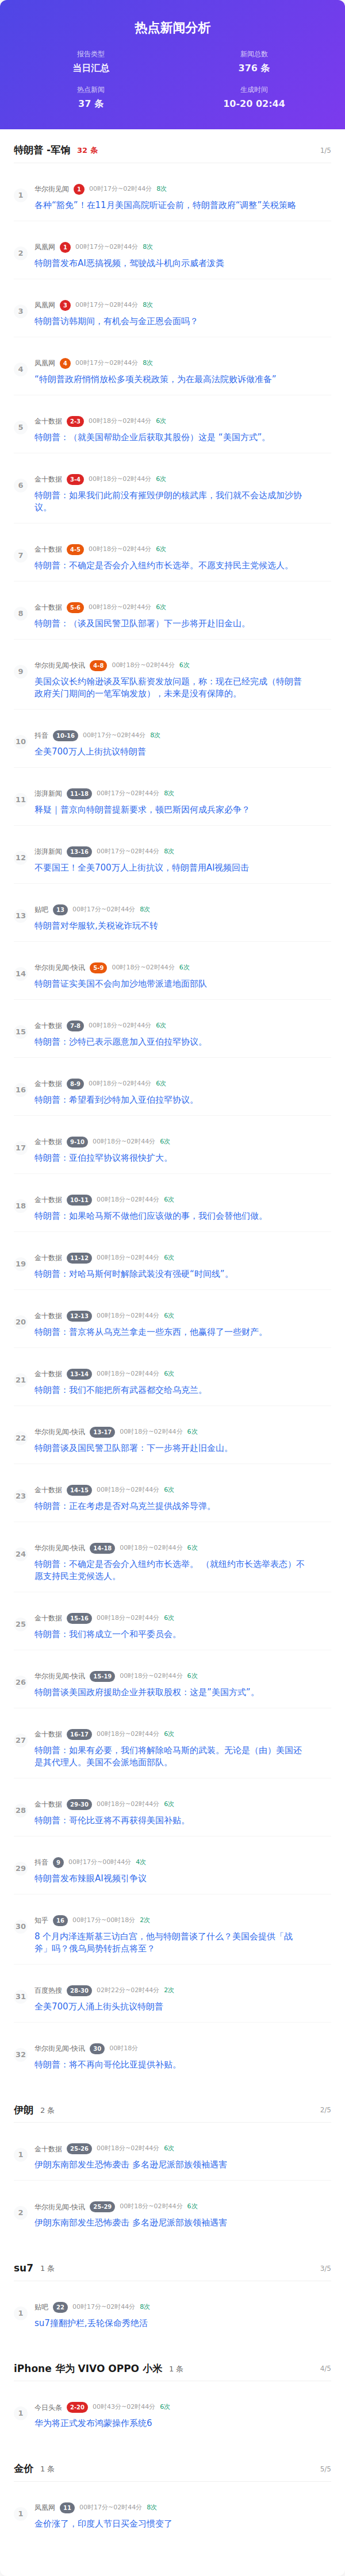 热点新闻分析
报告类型
新闻总数
当日汇总
376 条
热点新闻
生成时间
37 条
10-20 02:44
特朗普 -军饷 32 条 1/5
1
华尔街见闻 1 00时17分~02时44分 8次
各种“豁免”！在11月美国高院听证会前，特朗普政府“调整”关税策略
2
凤凰网 1 00时17分~02时44分 8次
特朗普发布AI恶搞视频，驾驶战斗机向示威者泼粪
3
凤凰网 3 00时17分~02时44分 8次
特朗普访韩期间，有机会与金正恩会面吗？
4
凤凰网 4 00时17分~02时44分 8次
“特朗普政府悄悄放松多项关税政策，为在最高法院败诉做准备”
5
金十数据 2-3 00时18分~02时44分 6次
特朗普：（就美国帮助企业后获取其股份）这是 “美国方式”。
6
金十数据 3-4 00时18分~02时44分 6次
特朗普：如果我们此前没有摧毁伊朗的核武库，我们就不会达成加沙协
议。
7
金十数据 4-5 00时18分~02时44分 6次
特朗普：不确定是否会介入纽约市长选举。不愿支持民主党候选人。
8
金十数据 5-6 00时18分~02时44分 6次
特朗普：（谈及国民警卫队部署）下一步将开赴旧金山。
9
华尔街见闻-快讯 4-8 00时18分~02时44分 6次
美国众议长约翰逊谈及军队薪资发放问题，称：现在已经完成（特朗普
政府关门期间的一笔军饷发放），未来是没有保障的。
10
抖音 10-16 00时17分~02时44分 8次
全美700万人上街抗议特朗普
11
澎湃新闻 11-18 00时17分~02时44分 8次
释疑｜普京向特朗普提新要求，顿巴斯因何成兵家必争？
12
澎湃新闻 13-16 00时17分~02时44分 8次
不要国王！全美700万人上街抗议，特朗普用AI视频回击
13
贴吧 13 00时17分~02时44分 8次
特朗普对华服软,关税讹诈玩不转
14
华尔街见闻-快讯 5-9 00时18分~02时44分 6次
特朗普证实美国不会向加沙地带派遣地面部队
15
金十数据 7-8 00时18分~02时44分 6次
特朗普：沙特已表示愿意加入亚伯拉罕协议。
16
金十数据 8-9 00时18分~02时44分 6次
特朗普：希望看到沙特加入亚伯拉罕协议。
17
金十数据 9-10 00时18分~02时44分 6次
特朗普：亚伯拉罕协议将很快扩大。
18
金十数据 10-11 00时18分~02时44分 6次
特朗普：如果哈马斯不做他们应该做的事，我们会替他们做。
19
金十数据 11-12 00时18分~02时44分 6次
特朗普：对哈马斯何时解除武装没有强硬“时间线”。
20
金十数据 12-13 00时18分~02时44分 6次
特朗普：普京将从乌克兰拿走一些东西，他赢得了一些财产。
21
金十数据 13-14 00时18分~02时44分 6次
特朗普：我们不能把所有武器都交给乌克兰。
22
华尔街见闻-快讯 13-17 00时18分~02时44分 6次
特朗普谈及国民警卫队部署：下一步将开赴旧金山。
23
金十数据 14-15 00时18分~02时44分 6次
特朗普：正在考虑是否对乌克兰提供战斧导弹。
24
华尔街见闻-快讯 14-18 00时18分~02时44分 6次
特朗普：不确定是否会介入纽约市长选举。 （就纽约市长选举表态）不
愿支持民主党候选人。
25
金十数据 15-16 00时18分~02时44分 6次
特朗普：我们将成立一个和平委员会。
26
华尔街见闻-快讯 15-19 00时18分~02时44分 6次
特朗普谈美国政府援助企业并获取股权：这是”美国方式”。
27
金十数据 16-17 00时18分~02时44分 6次
特朗普：如果有必要，我们将解除哈马斯的武装。无论是（由）美国还
是其代理人。美国不会派地面部队。
28
金十数据 29-30 00时18分~02时44分 6次
特朗普：哥伦比亚将不再获得美国补贴。
29
抖音 9 00时17分~00时44分 4次
特朗普发布辣眼AI视频引争议
30
知乎 16 00时17分~00时18分 2次
8 个月内泽连斯基三访白宫，他与特朗普谈了什么？美国会提供「战
斧」吗？俄乌局势转折点将至？
31
百度热搜 28-30 02时22分~02时44分 2次
全美700万人涌上街头抗议特朗普
32
华尔街见闻-快讯 30 00时18分
特朗普：将不再向哥伦比亚提供补贴。
伊朗 2 条 2/5
1
金十数据 25-26 00时18分~02时44分 6次
伊朗东南部发生恐怖袭击 多名逊尼派部族领袖遇害
2
华尔街见闻-快讯 25-29 00时18分~02时44分 6次
伊朗东南部发生恐怖袭击 多名逊尼派部族领袖遇害
su7 1 条 3/5
1
贴吧 22 00时17分~02时44分 8次
su7撞翻护栏,丢轮保命秀绝活
iPhone 华为 VIVO OPPO 小米 1 条 4/5
1
今日头条 2-20 00时43分~02时44分 6次
华为将正式发布鸿蒙操作系统6
金价 1 条 5/5
1
凤凰网 11 00时17分~02时44分 8次
金价涨了，印度人节日买金习惯变了